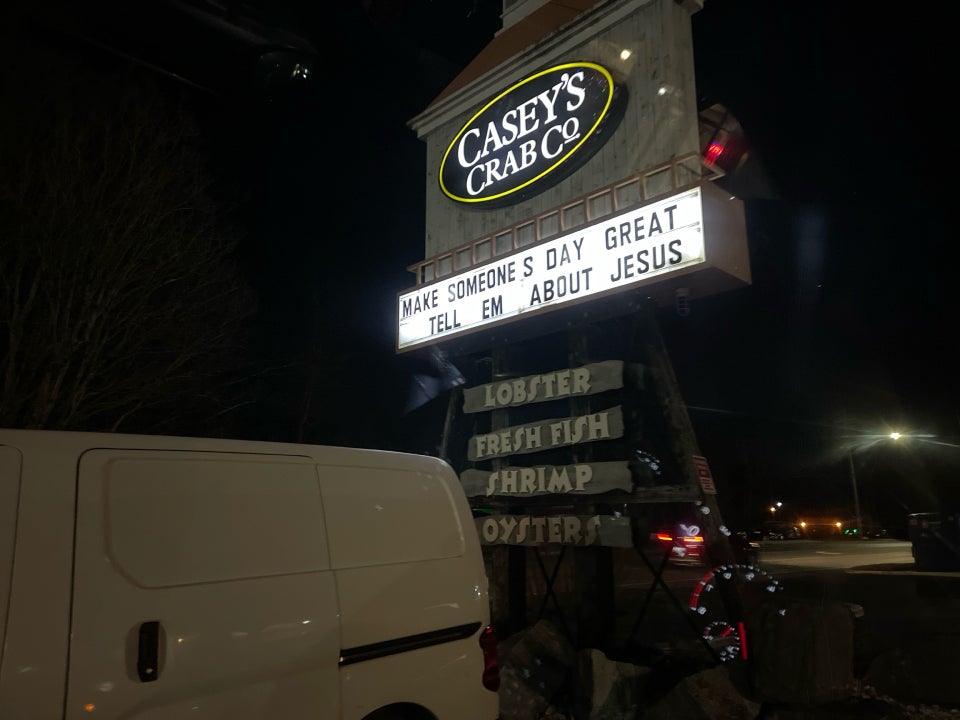 CASEY'S
CRAB CO
MAKE SOMEONE S DAY GREAT
TELL EM ABOUT JESUS
LOBSTER
FRESH FISH
SHRIMP
OYSTERS